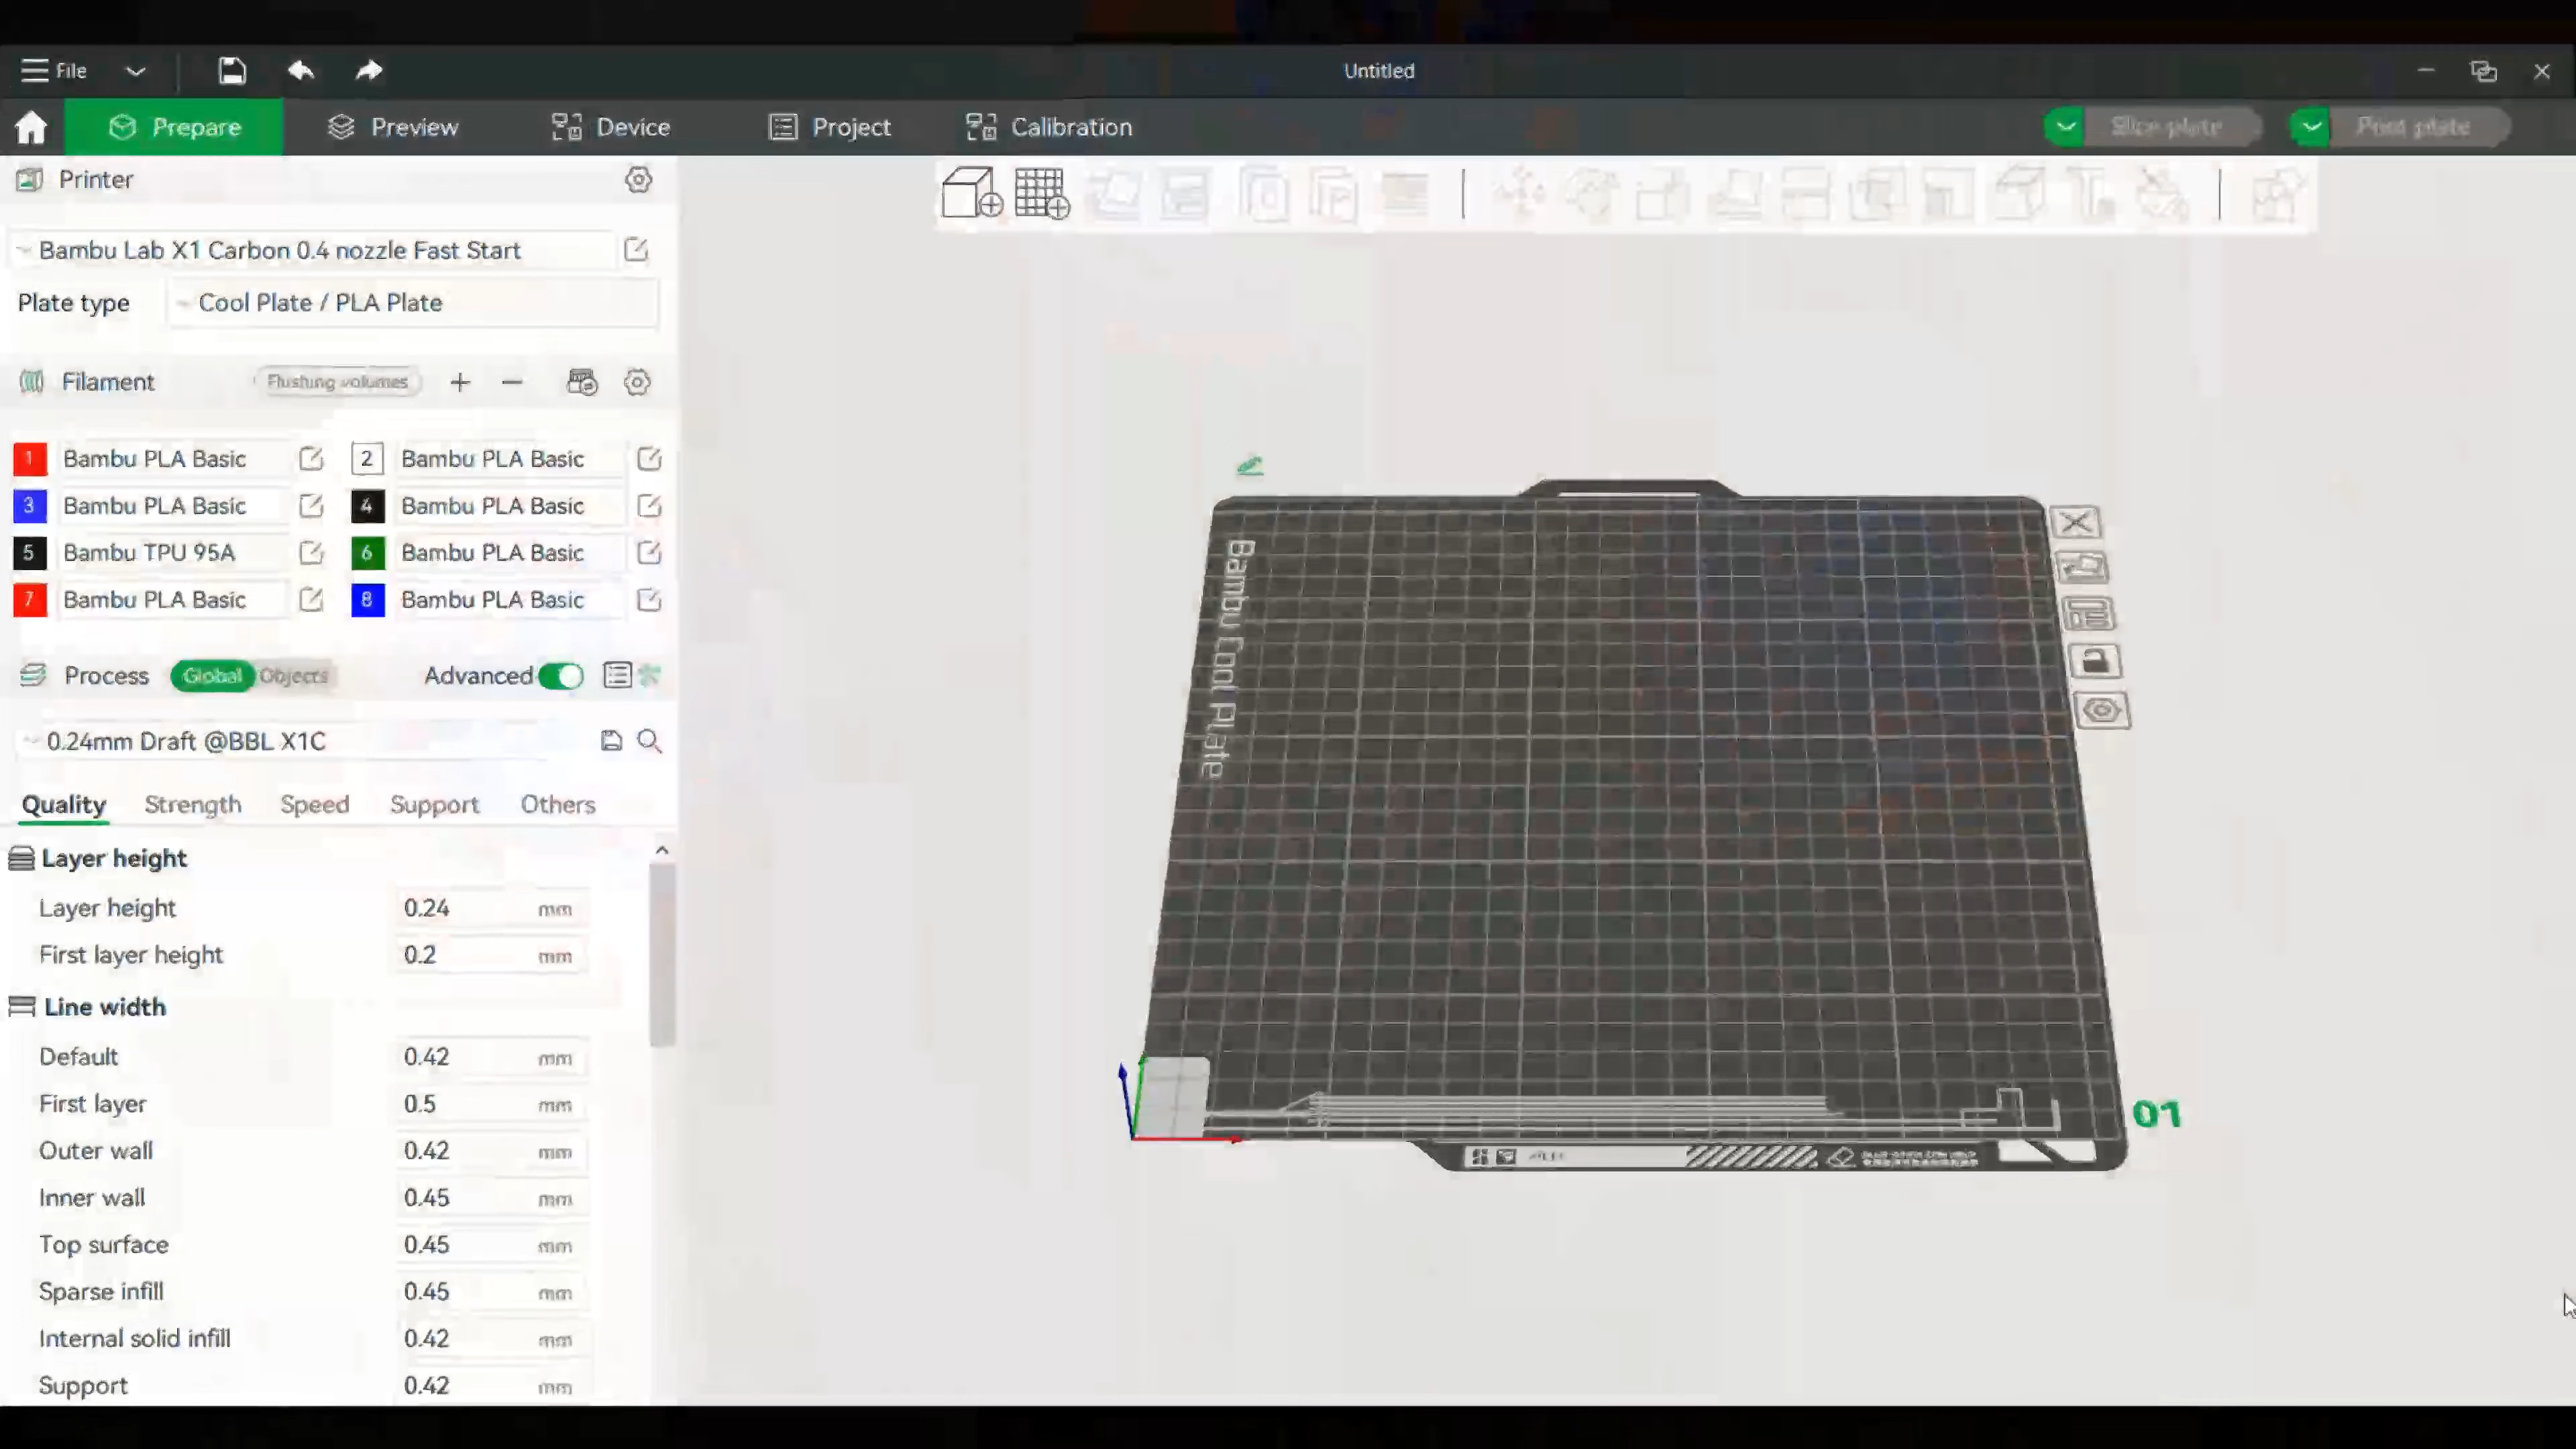 File
Untitled
Prepare
Preview
Device
Project
Calibration
Slice plate
Print plate
Printer
Bambu Lab X1 Carbon 0.4 nozzle Fast Start
Plate type
Cool Plate / PLA Plate
Filament
Flushing volumes
1 Bambu PLA Basic
2 Bambu PLA Basic
3 Bambu PLA Basic
4 Bambu PLA Basic
5 Bambu TPU 95A
6 Bambu PLA Basic
7 Bambu PLA Basic
8 Bambu PLA Basic
Process
Global
Objects
Advanced
0.24mm Draft @BBL X1C
Quality
Strength
Speed
Support
Others
Layer height
Layer height 0.24 mm
First layer height 0.2 mm
Line width
Default 0.42 mm
First layer 0.5 mm
Outer wall 0.42 mm
Inner wall 0.45 mm
Top surface 0.45 mm
Sparse infill 0.45 mm
Internal solid infill 0.42 mm
Support 0.42 mm
Bambu Cool Plate
01